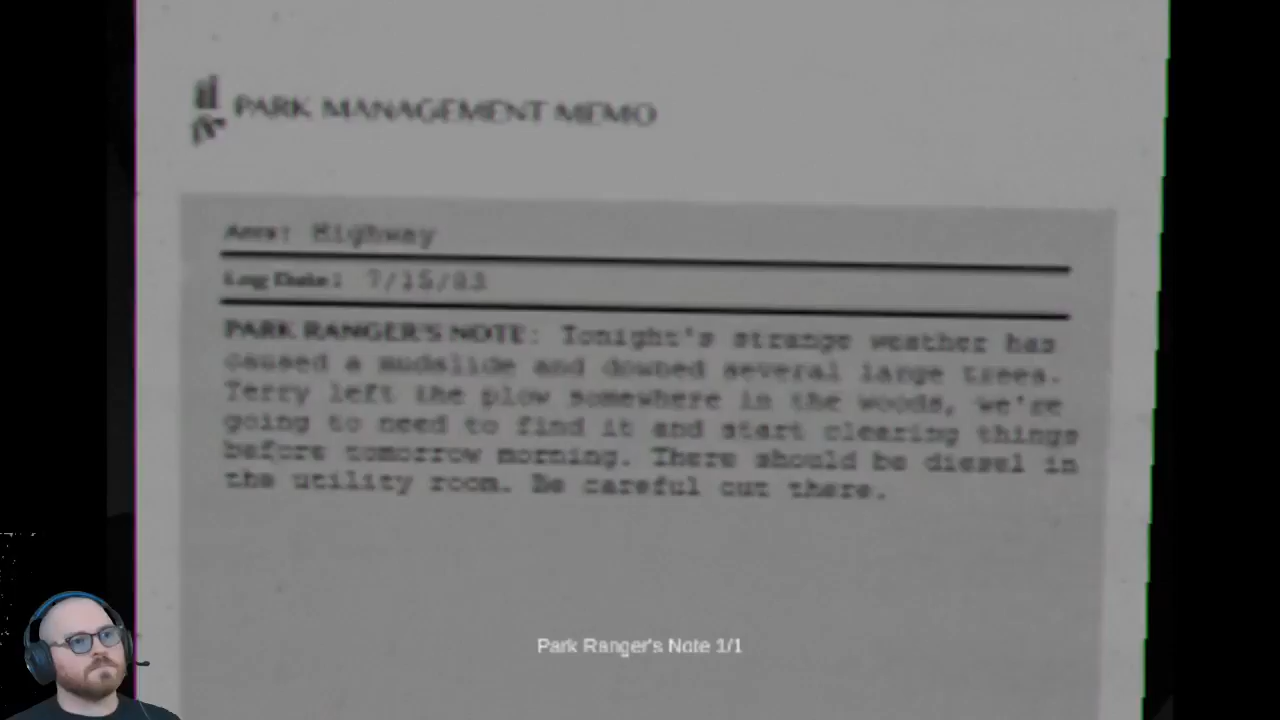 PARK MANAGEMENT MEMO
Area: Highway
Log Date: 7/15/83
PARK RANGER'S NOTE: Tonight's strange weather has
caused a mudslide and downed several large trees.
Terry left the plow somewhere in the woods, we're
going to need to find it and start clearing things
before tomorrow morning. There should be diesel in
the utility room. Be careful out there.
Park Ranger's Note 1/1